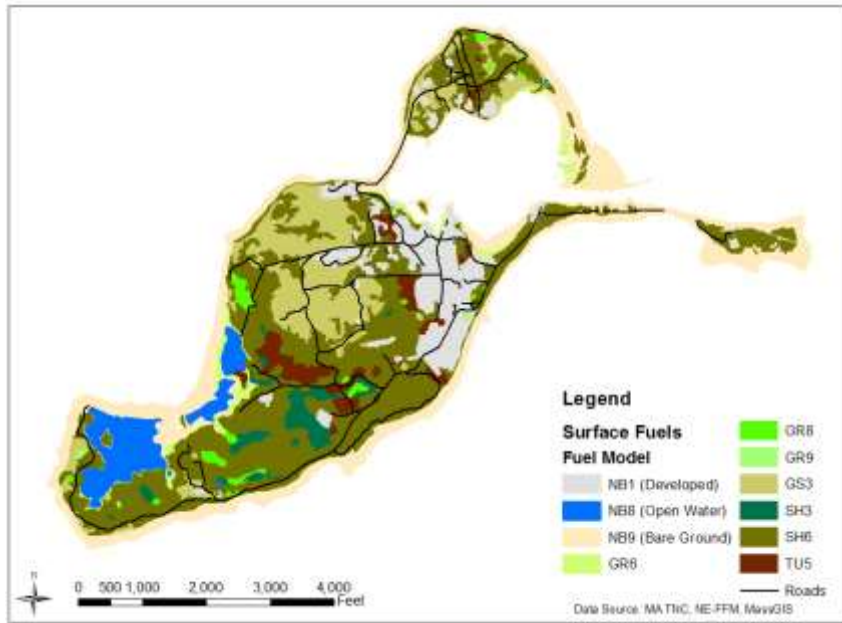 Legend
Surface Fuels
Fuel Model
NB1 (Developed)
NB8 (Open Water)
NB9 (Bare Ground)
GR6
GR8
GR9
GS3
SH3
SH6
TU5
Roads
0 500 1,000 2,000 3,000 4,000
Feet
Data Source: MA TNC, NE-FFM, MassGIS